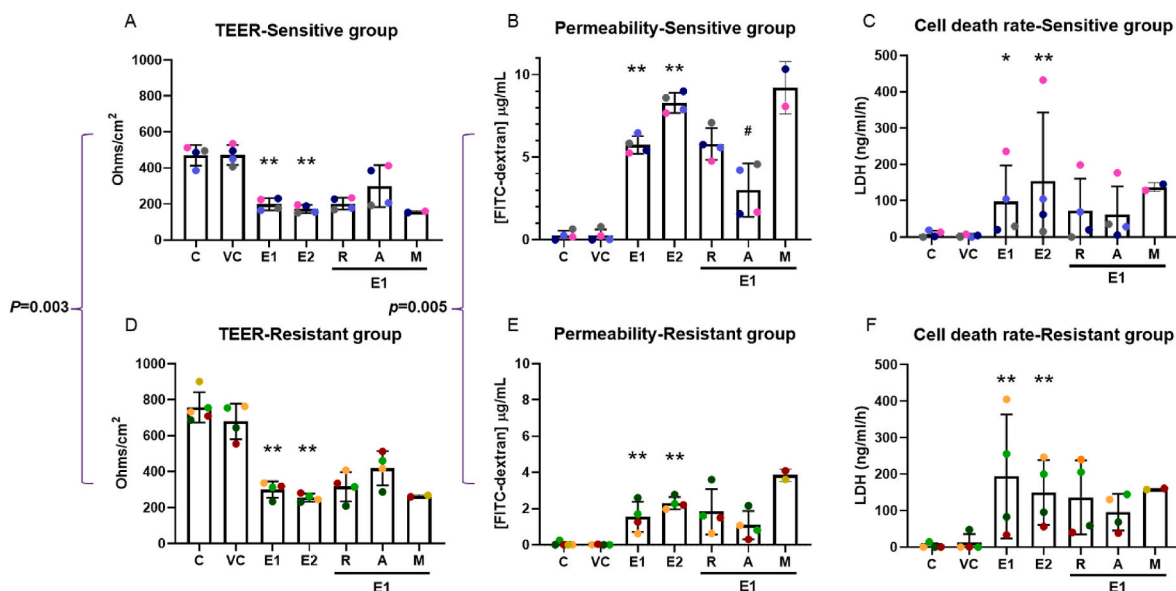 A
TEER-Sensitive group
1000
800
600
400
200
0
Ohms/cm2
** **
C VC E1 E2 R A M
E1
B
Permeability-Sensitive group
10
5
0
[FITC-dextran] µg/mL
** ** #
C VC E1 E2 R A M
E1
C
Cell death rate-Sensitive group
500
400
300
200
100
0
LDH (ng/ml/h)
* **
C VC E1 E2 R A M
E1
P=0.003
p=0.005
D
TEER-Resistant group
1000
800
600
400
200
0
Ohms/cm2
** **
C VC E1 E2 R A M
E1
E
Permeability-Resistant group
10
8
6
4
2
0
[FITC-dextran] µg/mL
** **
C VC E1 E2 R A M
E1
F
Cell death rate-Resistant group
500
400
300
200
100
0
LDH (ng/ml/h)
** **
C VC E1 E2 R A M
E1